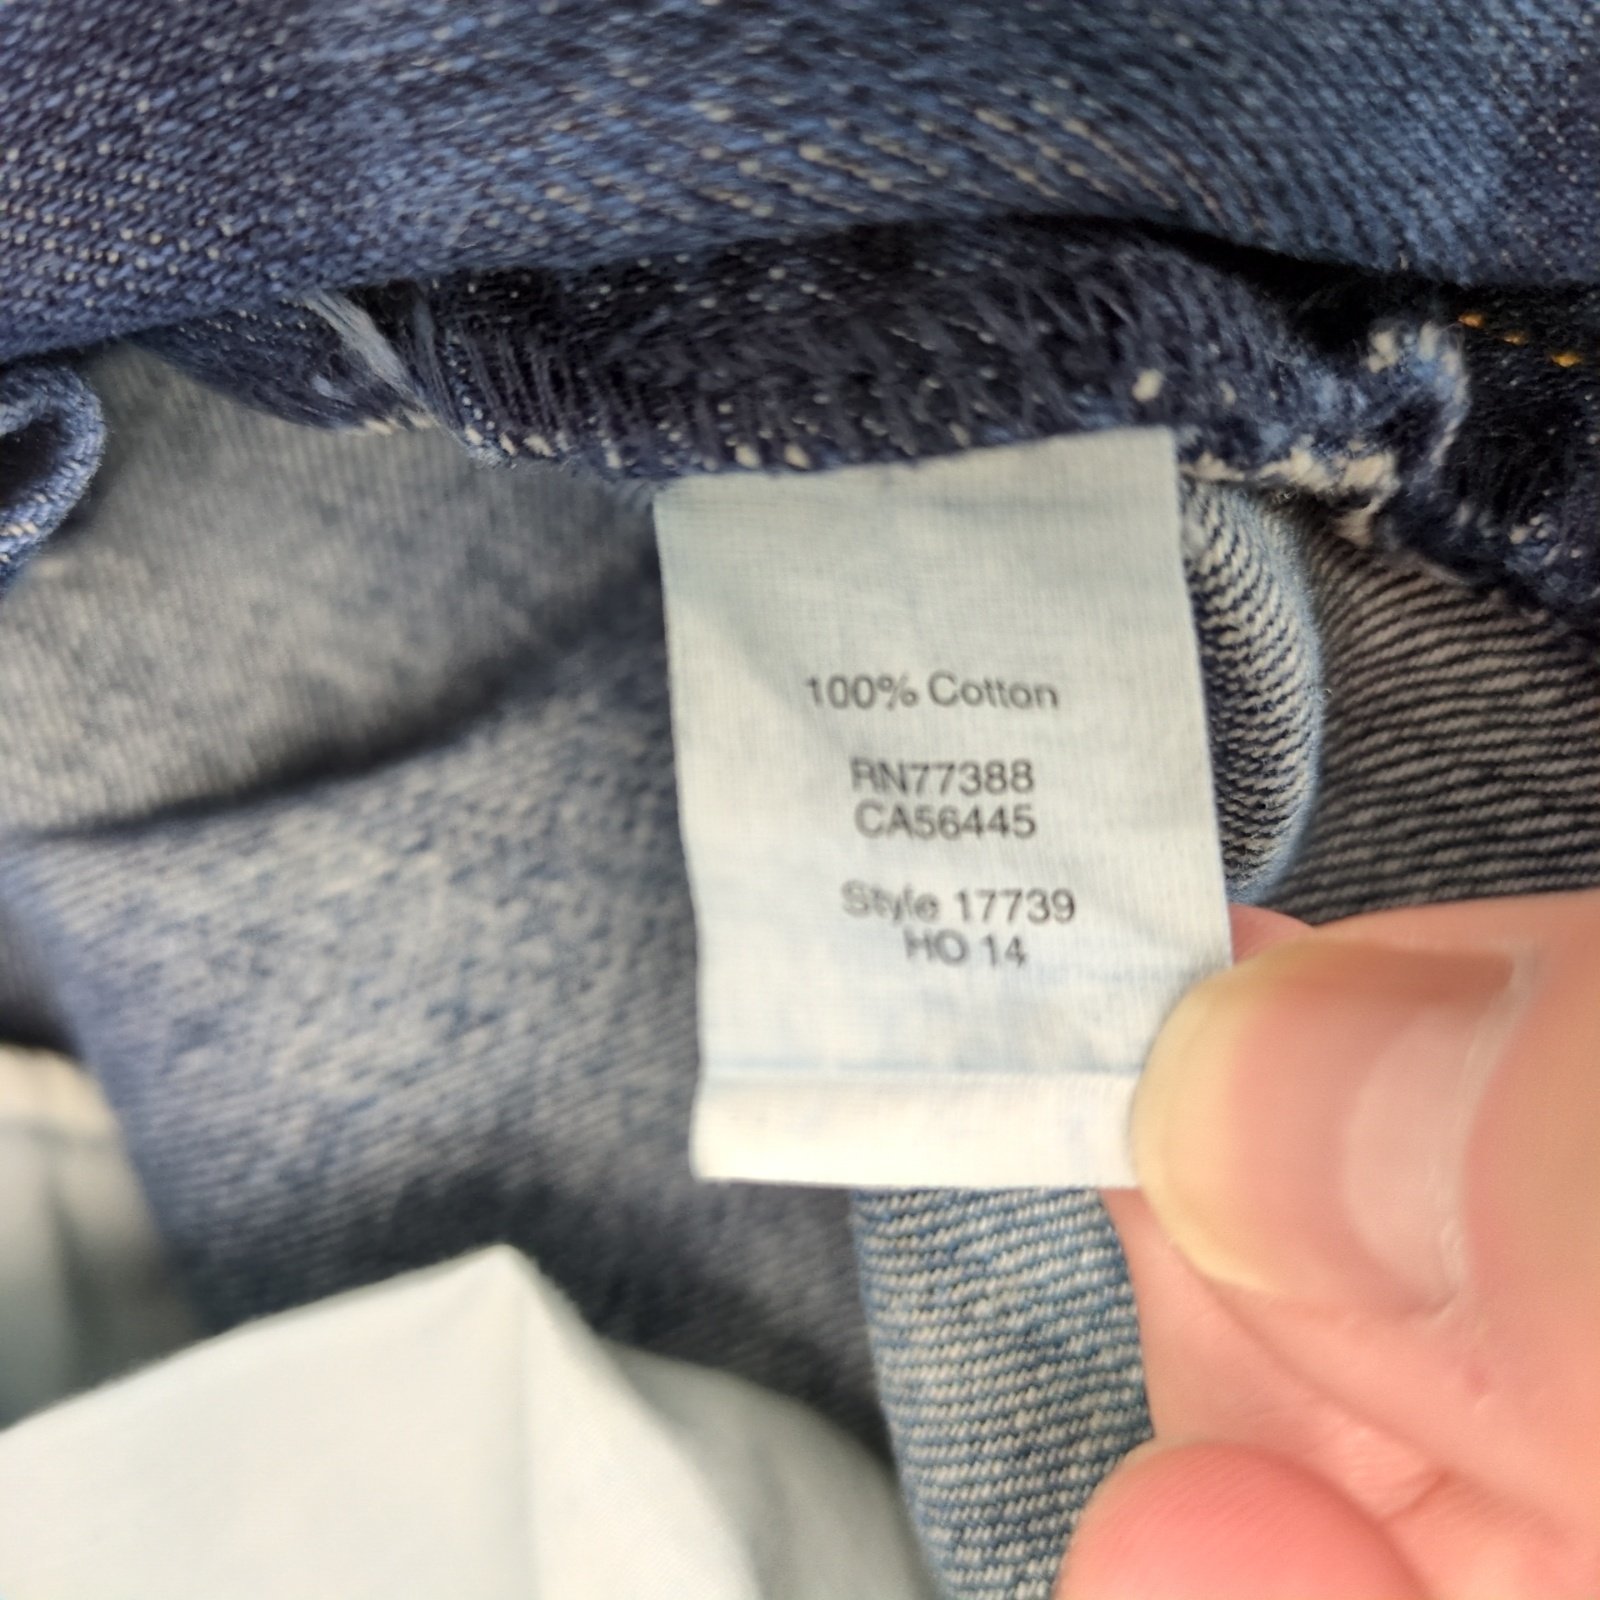 100% Cotton
RN77388
CA56445
Style 17739
HO 14